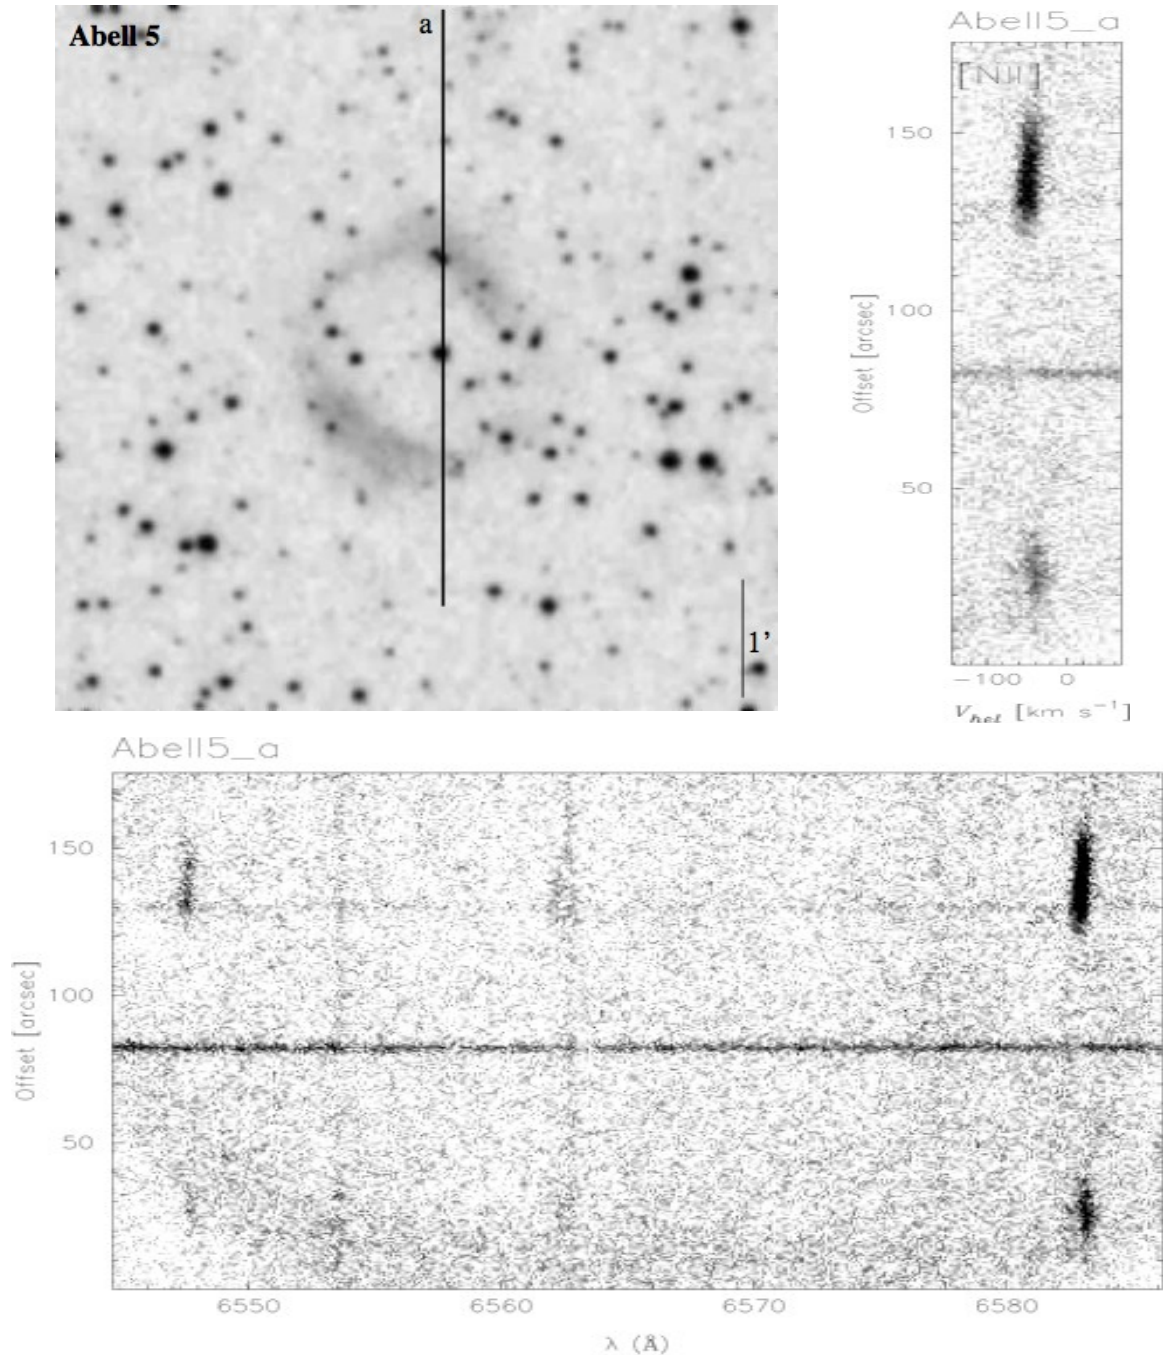 Abell 5
a
1’
Abell5_a
[NII]
150
100
50
Offset [arcsec]
−100 0
V_hel [km s⁻¹]
Abell5_a
150
100
50
Offset [arcsec]
6550 6560 6570 6580
λ (Å)